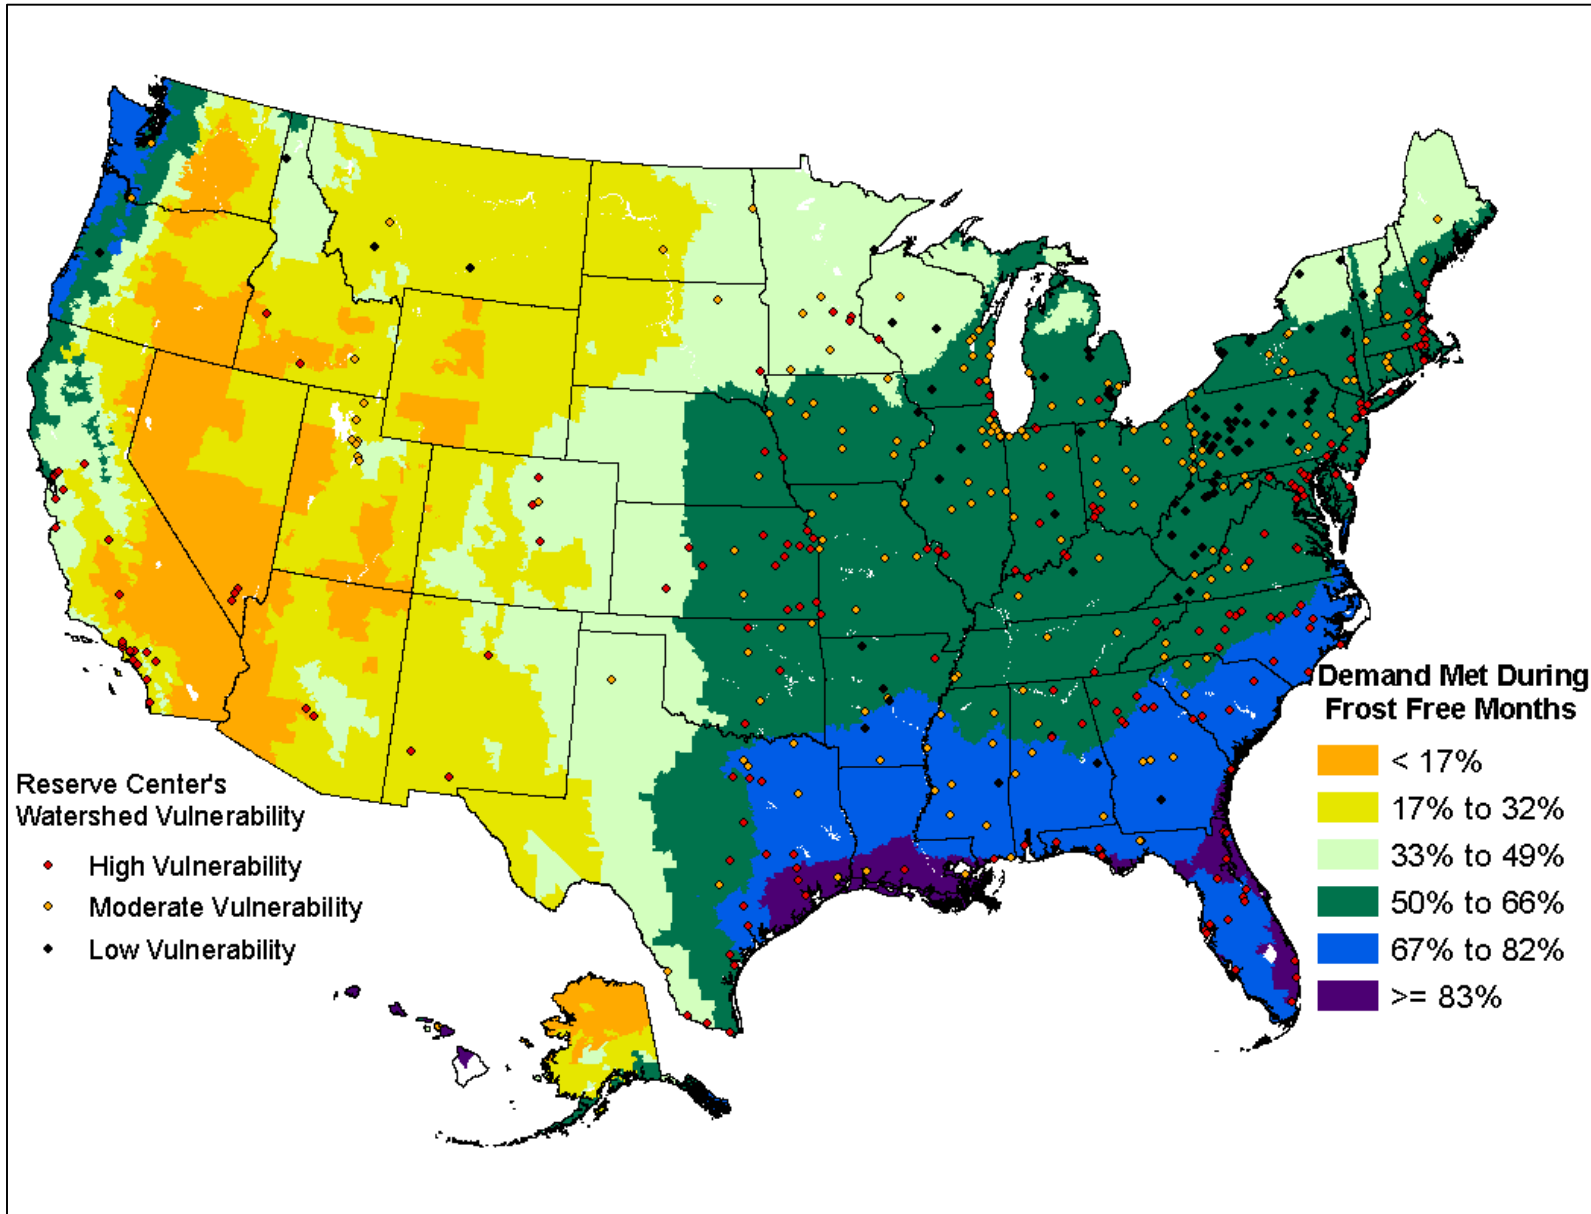 Demand Met During
Frost Free Months
< 17%
17% to 32%
33% to 49%
50% to 66%
67% to 82%
>= 83%
Reserve Center's
Watershed Vulnerability
High Vulnerability
Moderate Vulnerability
Low Vulnerability